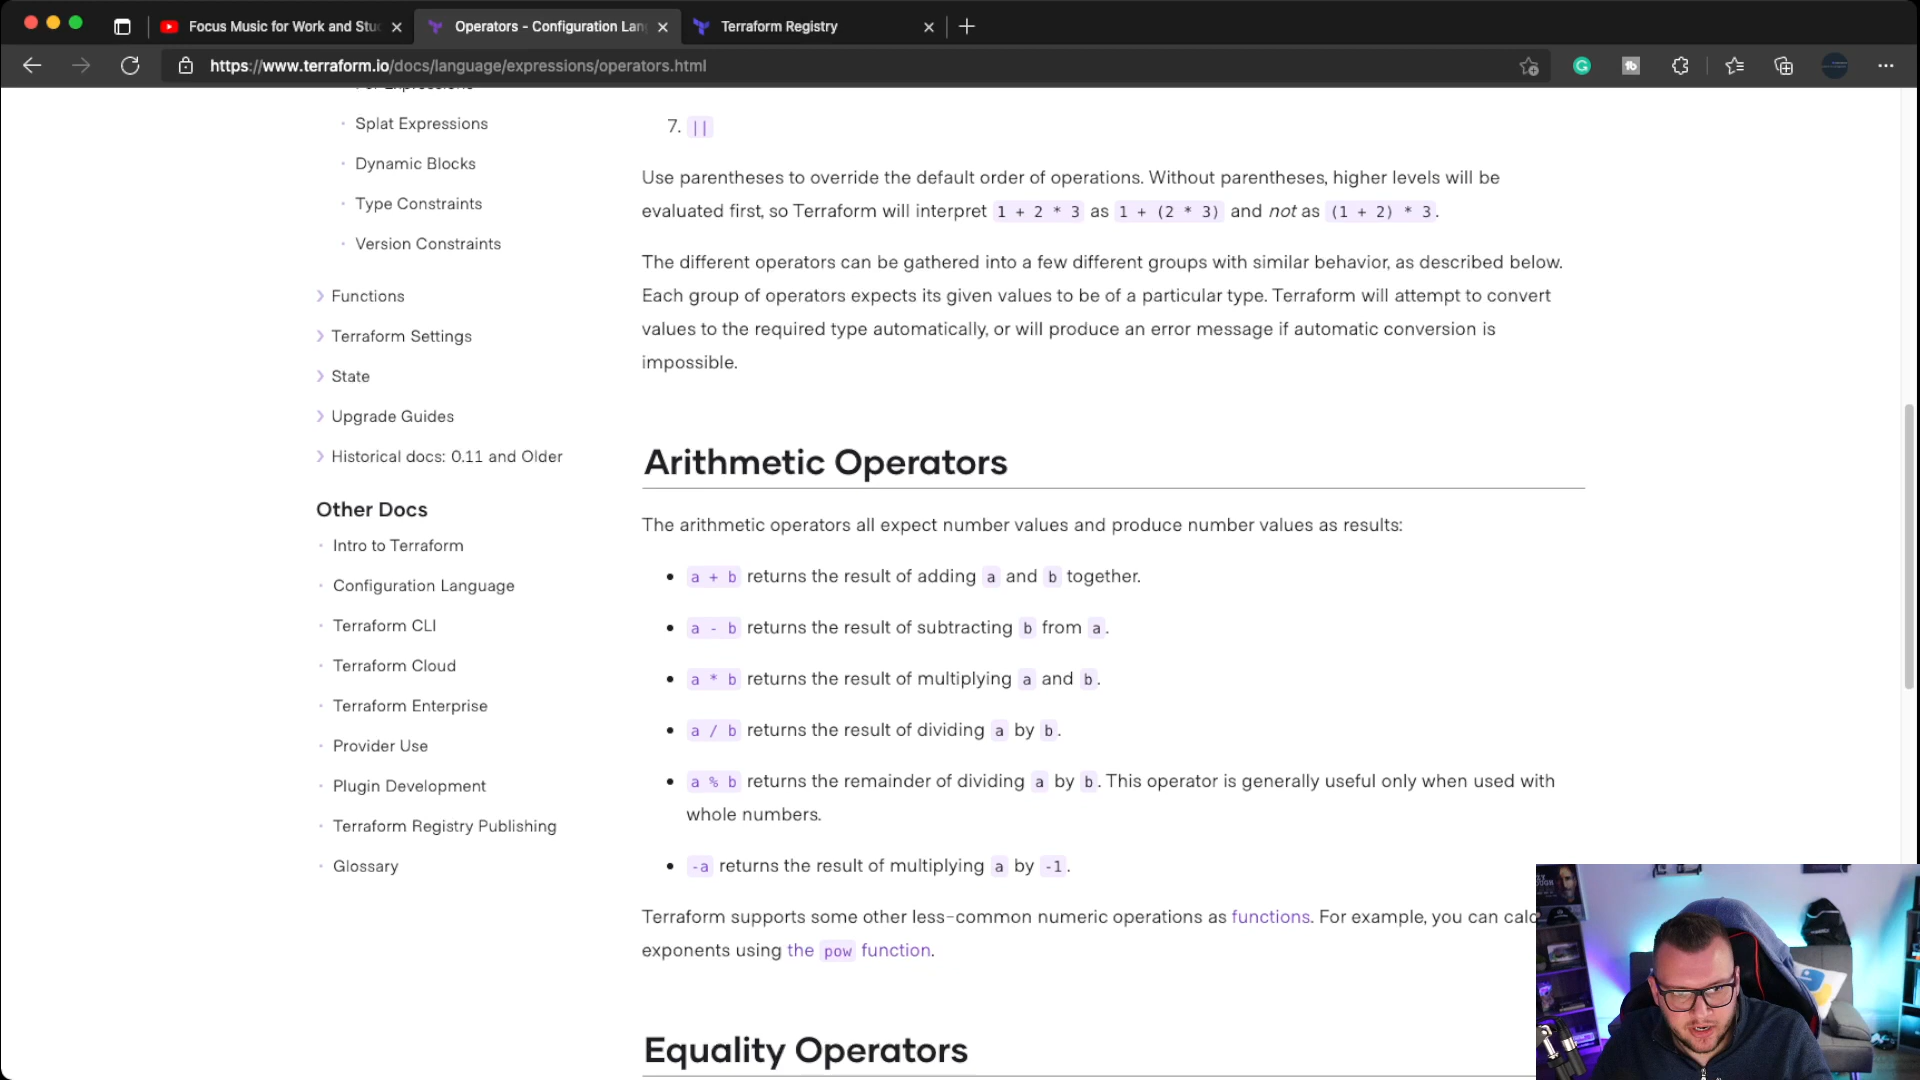 Focus Music for Work and Stu
Operators - Configuration Lan
Terraform Registry
https://www.terraform.io/docs/language/expressions/operators.html
Splat Expressions
Dynamic Blocks
Type Constraints
Version Constraints
Functions
Terraform Settings
State
Upgrade Guides
Historical docs: 0.11 and Older
Other Docs
Intro to Terraform
Configuration Language
Terraform CLI
Terraform Cloud
Terraform Enterprise
Provider Use
Plugin Development
Terraform Registry Publishing
Glossary
7. ||
Use parentheses to override the default order of operations. Without parentheses, higher levels will be
evaluated first, so Terraform will interpret 1 + 2 * 3 as 1 + (2 * 3) and not as (1 + 2) * 3.
The different operators can be gathered into a few different groups with similar behavior, as described below.
Each group of operators expects its given values to be of a particular type. Terraform will attempt to convert
values to the required type automatically, or will produce an error message if automatic conversion is
impossible.
Arithmetic Operators
The arithmetic operators all expect number values and produce number values as results:
• a + b returns the result of adding a and b together.
• a - b returns the result of subtracting b from a.
• a * b returns the result of multiplying a and b.
• a / b returns the result of dividing a by b.
• a % b returns the remainder of dividing a by b. This operator is generally useful only when used with
whole numbers.
• -a returns the result of multiplying a by -1.
Terraform supports some other less-common numeric operations as functions. For example, you can calc
exponents using the pow function.
Equality Operators